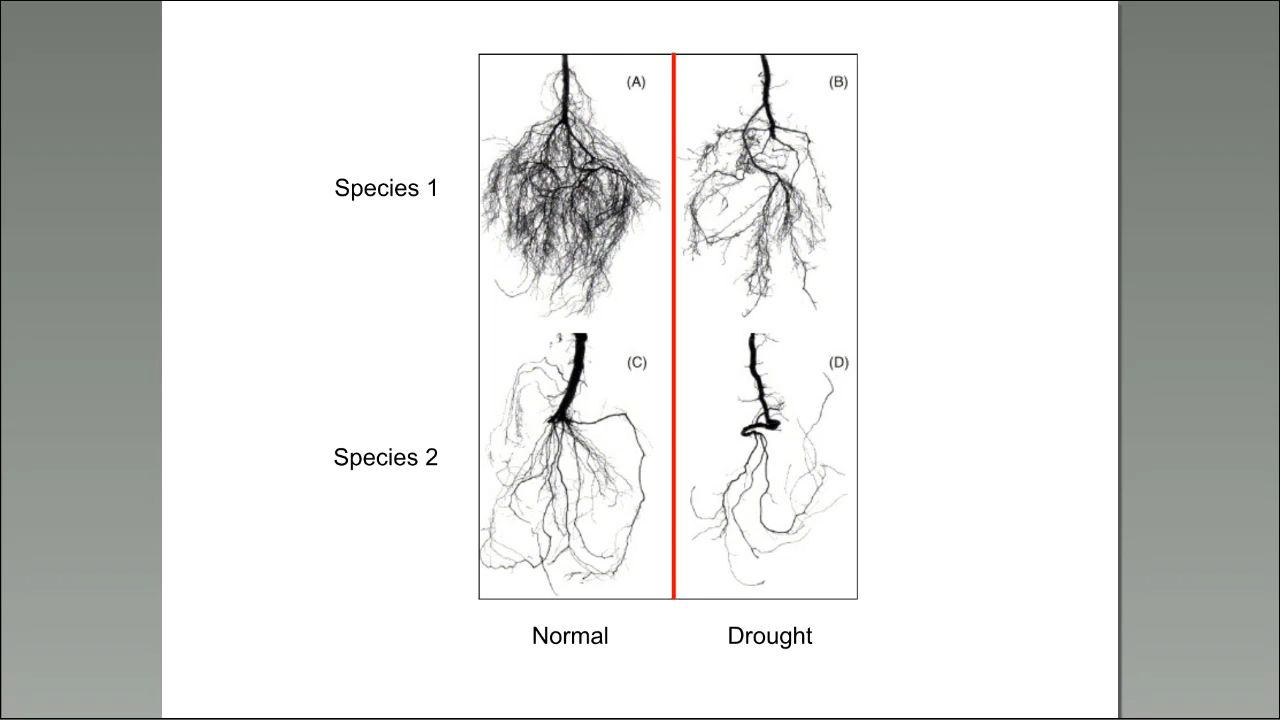 (A)
(B)
Species 1
(C)
(D)
Species 2
Normal
Drought